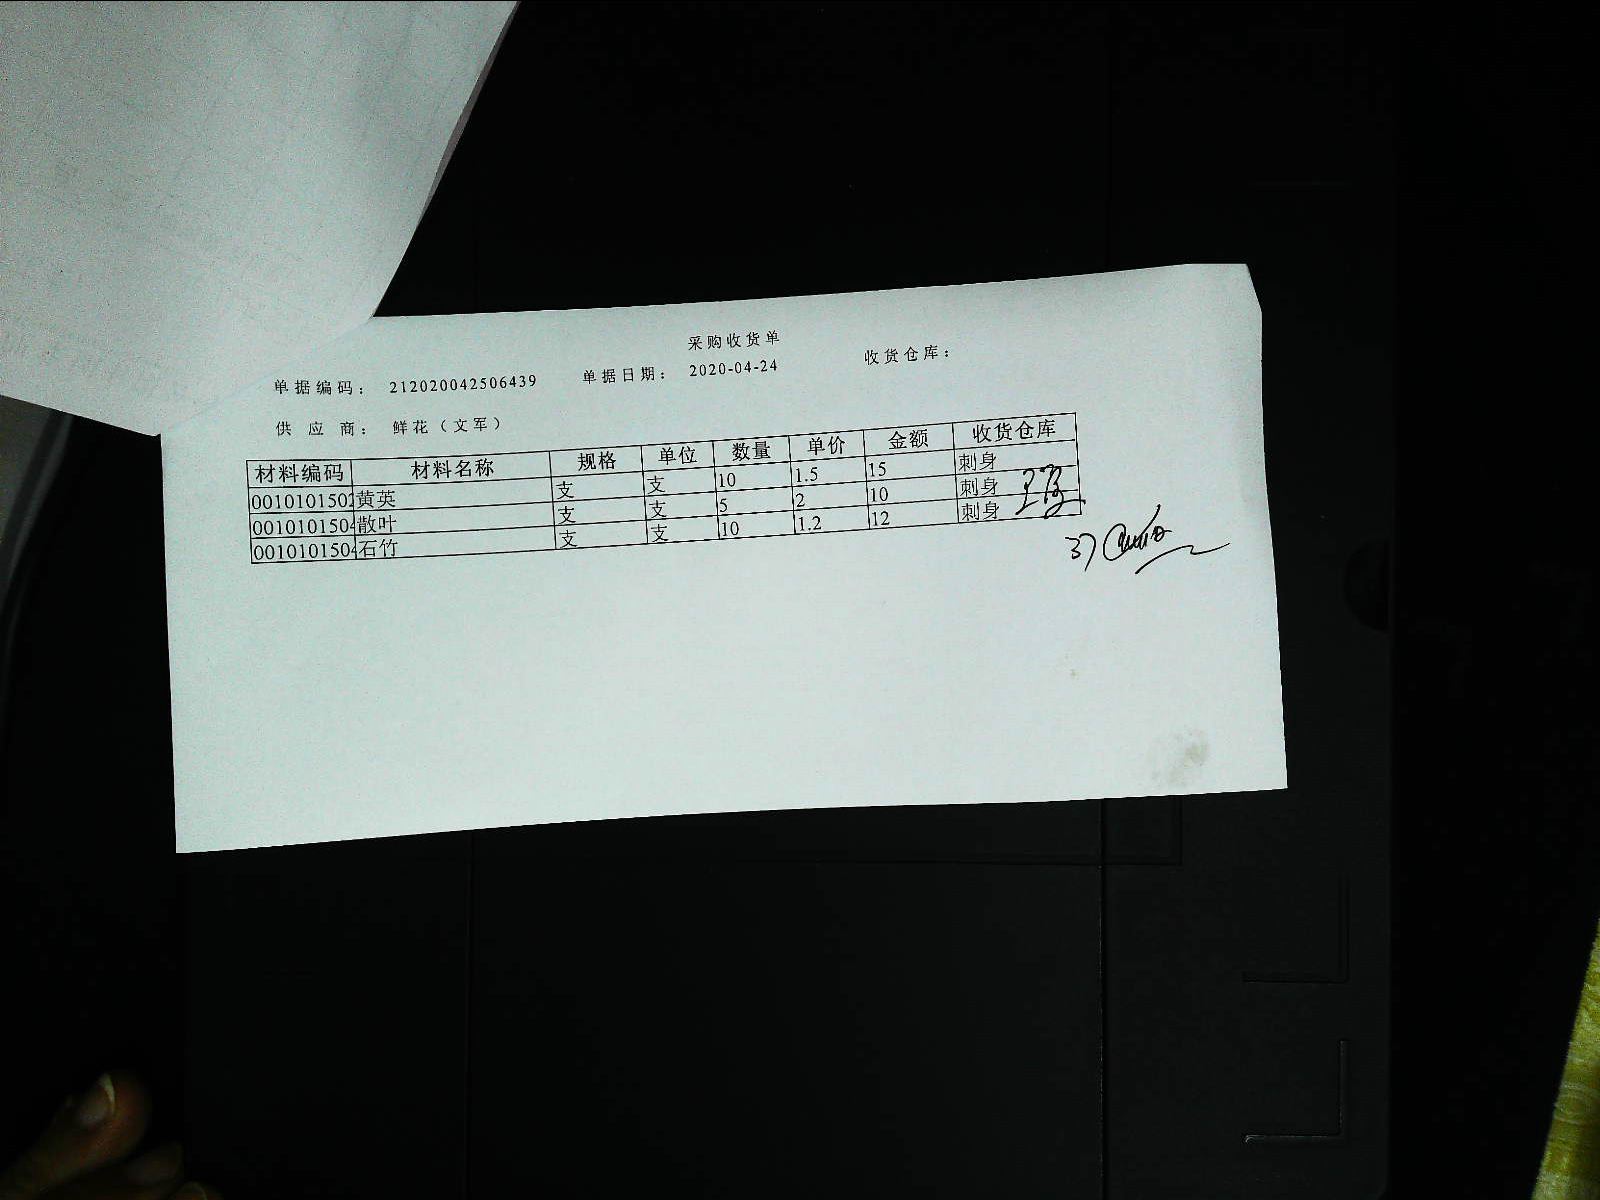 采购收货单
单据编码： 212020042506439 单据日期： 2020-04-24 收货仓库：
供应商： 鲜花（文军）
材料编码 材料名称 规格 单位 数量 单价 金额 收货仓库
0010101502 黄英 支 支 10 1.5 15 刺身
0010101504 散叶 支 支 5 2 10 刺身
0010101504 石竹 支 支 10 1.2 12 刺身
37